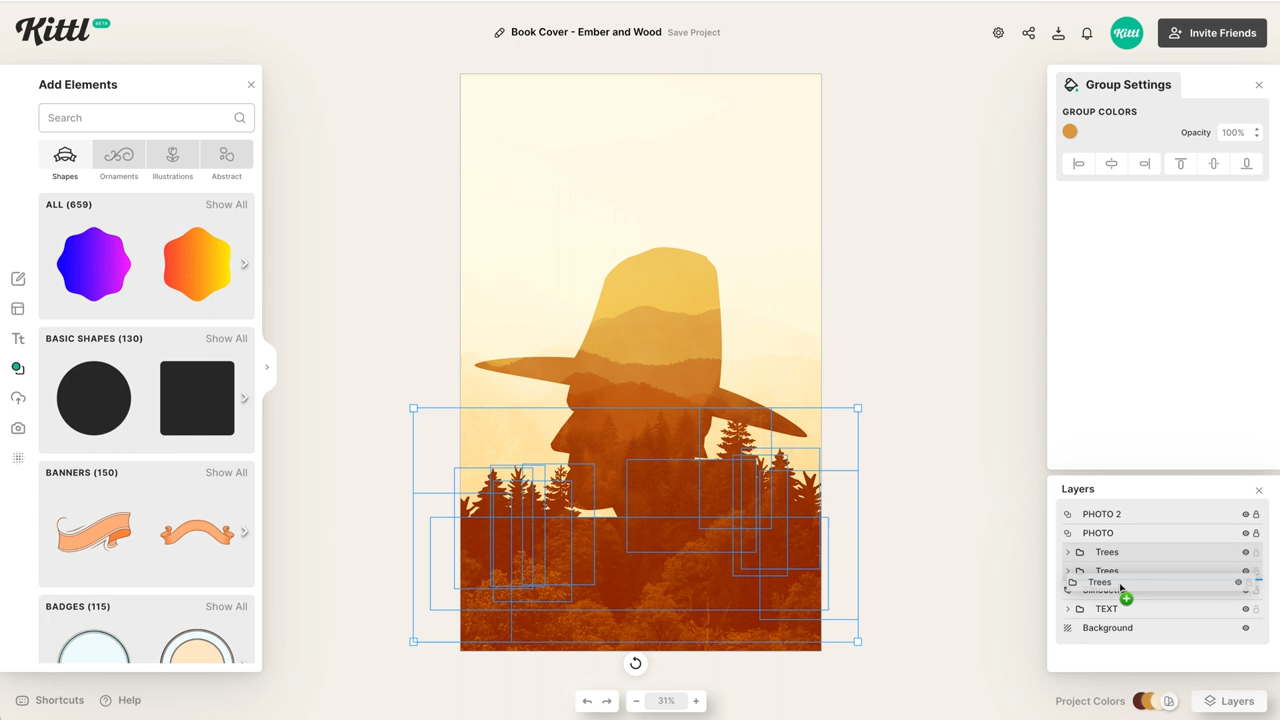 Kittl BETA
Book Cover - Ember and Wood Save Project
Kittl
Invite Friends
Add Elements
Search
Shapes Ornaments Illustrations Abstract
ALL (659) Show All
BASIC SHAPES (130) Show All
BANNERS (150) Show All
BADGES (115) Show All
Tt
Group Settings
GROUP COLORS
Opacity 100%
Layers
PHOTO 2
PHOTO
Trees
Trees
Trees
TEXT
Background
Shortcuts Help
31%
Project Colors Layers